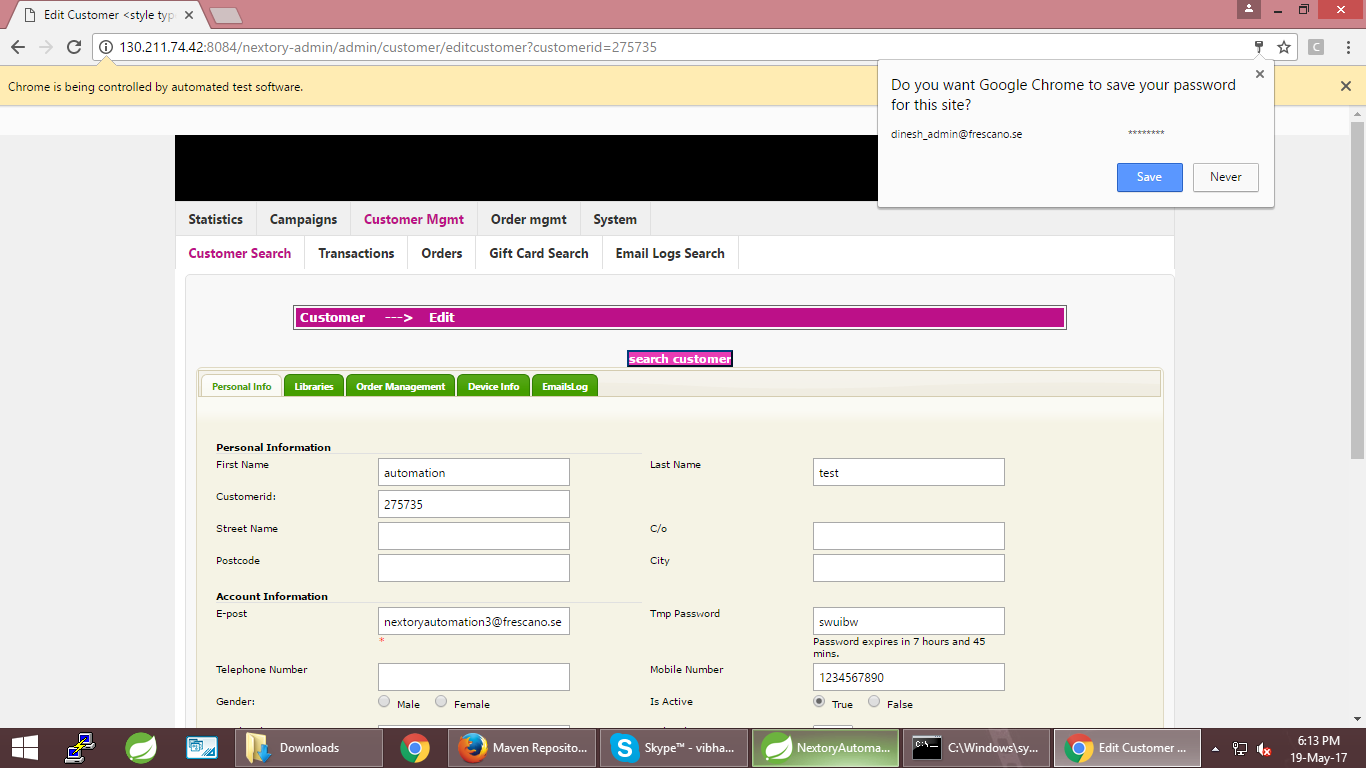 Edit Customer <style typ
130.211.74.42:8084/nextory-admin/admin/customer/editcustomer?customerid=275735
C
Chrome is being controlled by automated test software.
Do you want Google Chrome to save your password
for this site?
dinesh_admin@frescano.se ********
Save Never
Statistics Campaigns Customer Mgmt Order mgmt System
Customer Search Transactions Orders Gift Card Search Email Logs Search
Customer ---> Edit
search customer
Personal Info Libraries Order Management Device Info EmailsLog
Personal Information
First Name automation Last Name test
Customerid: 275735
Street Name C/o
Postcode City
Account Information
E-post nextoryautomation3@frescano.se Tmp Password swuibw
* Password expires in 7 hours and 45
mins.
Telephone Number Mobile Number 1234567890
Gender: Male Female Is Active True False
Downloads Maven Reposito... Skype™ - vibha... NextoryAutoma... C:\Windows\sy... Edit Customer ...
6:13 PM
19-May-17